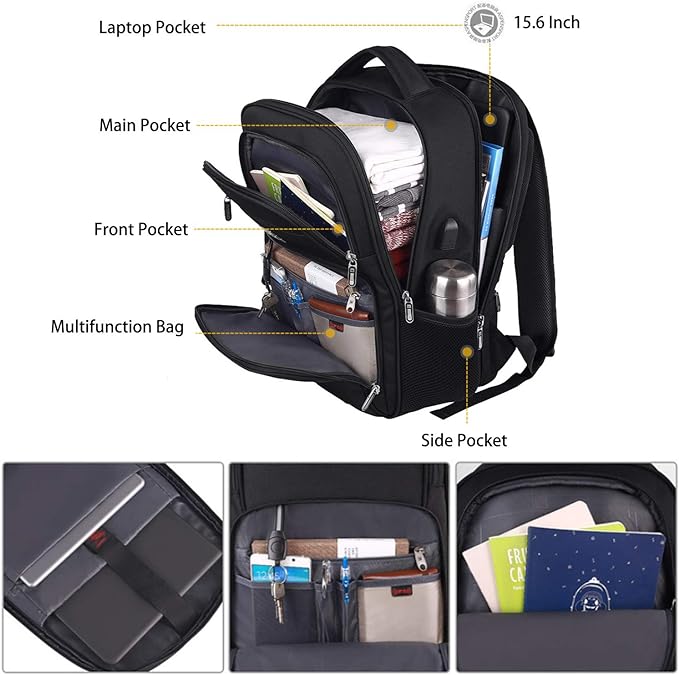 Laptop Pocket
15.6 Inch
Main Pocket
Front Pocket
Multifunction Bag
Side Pocket